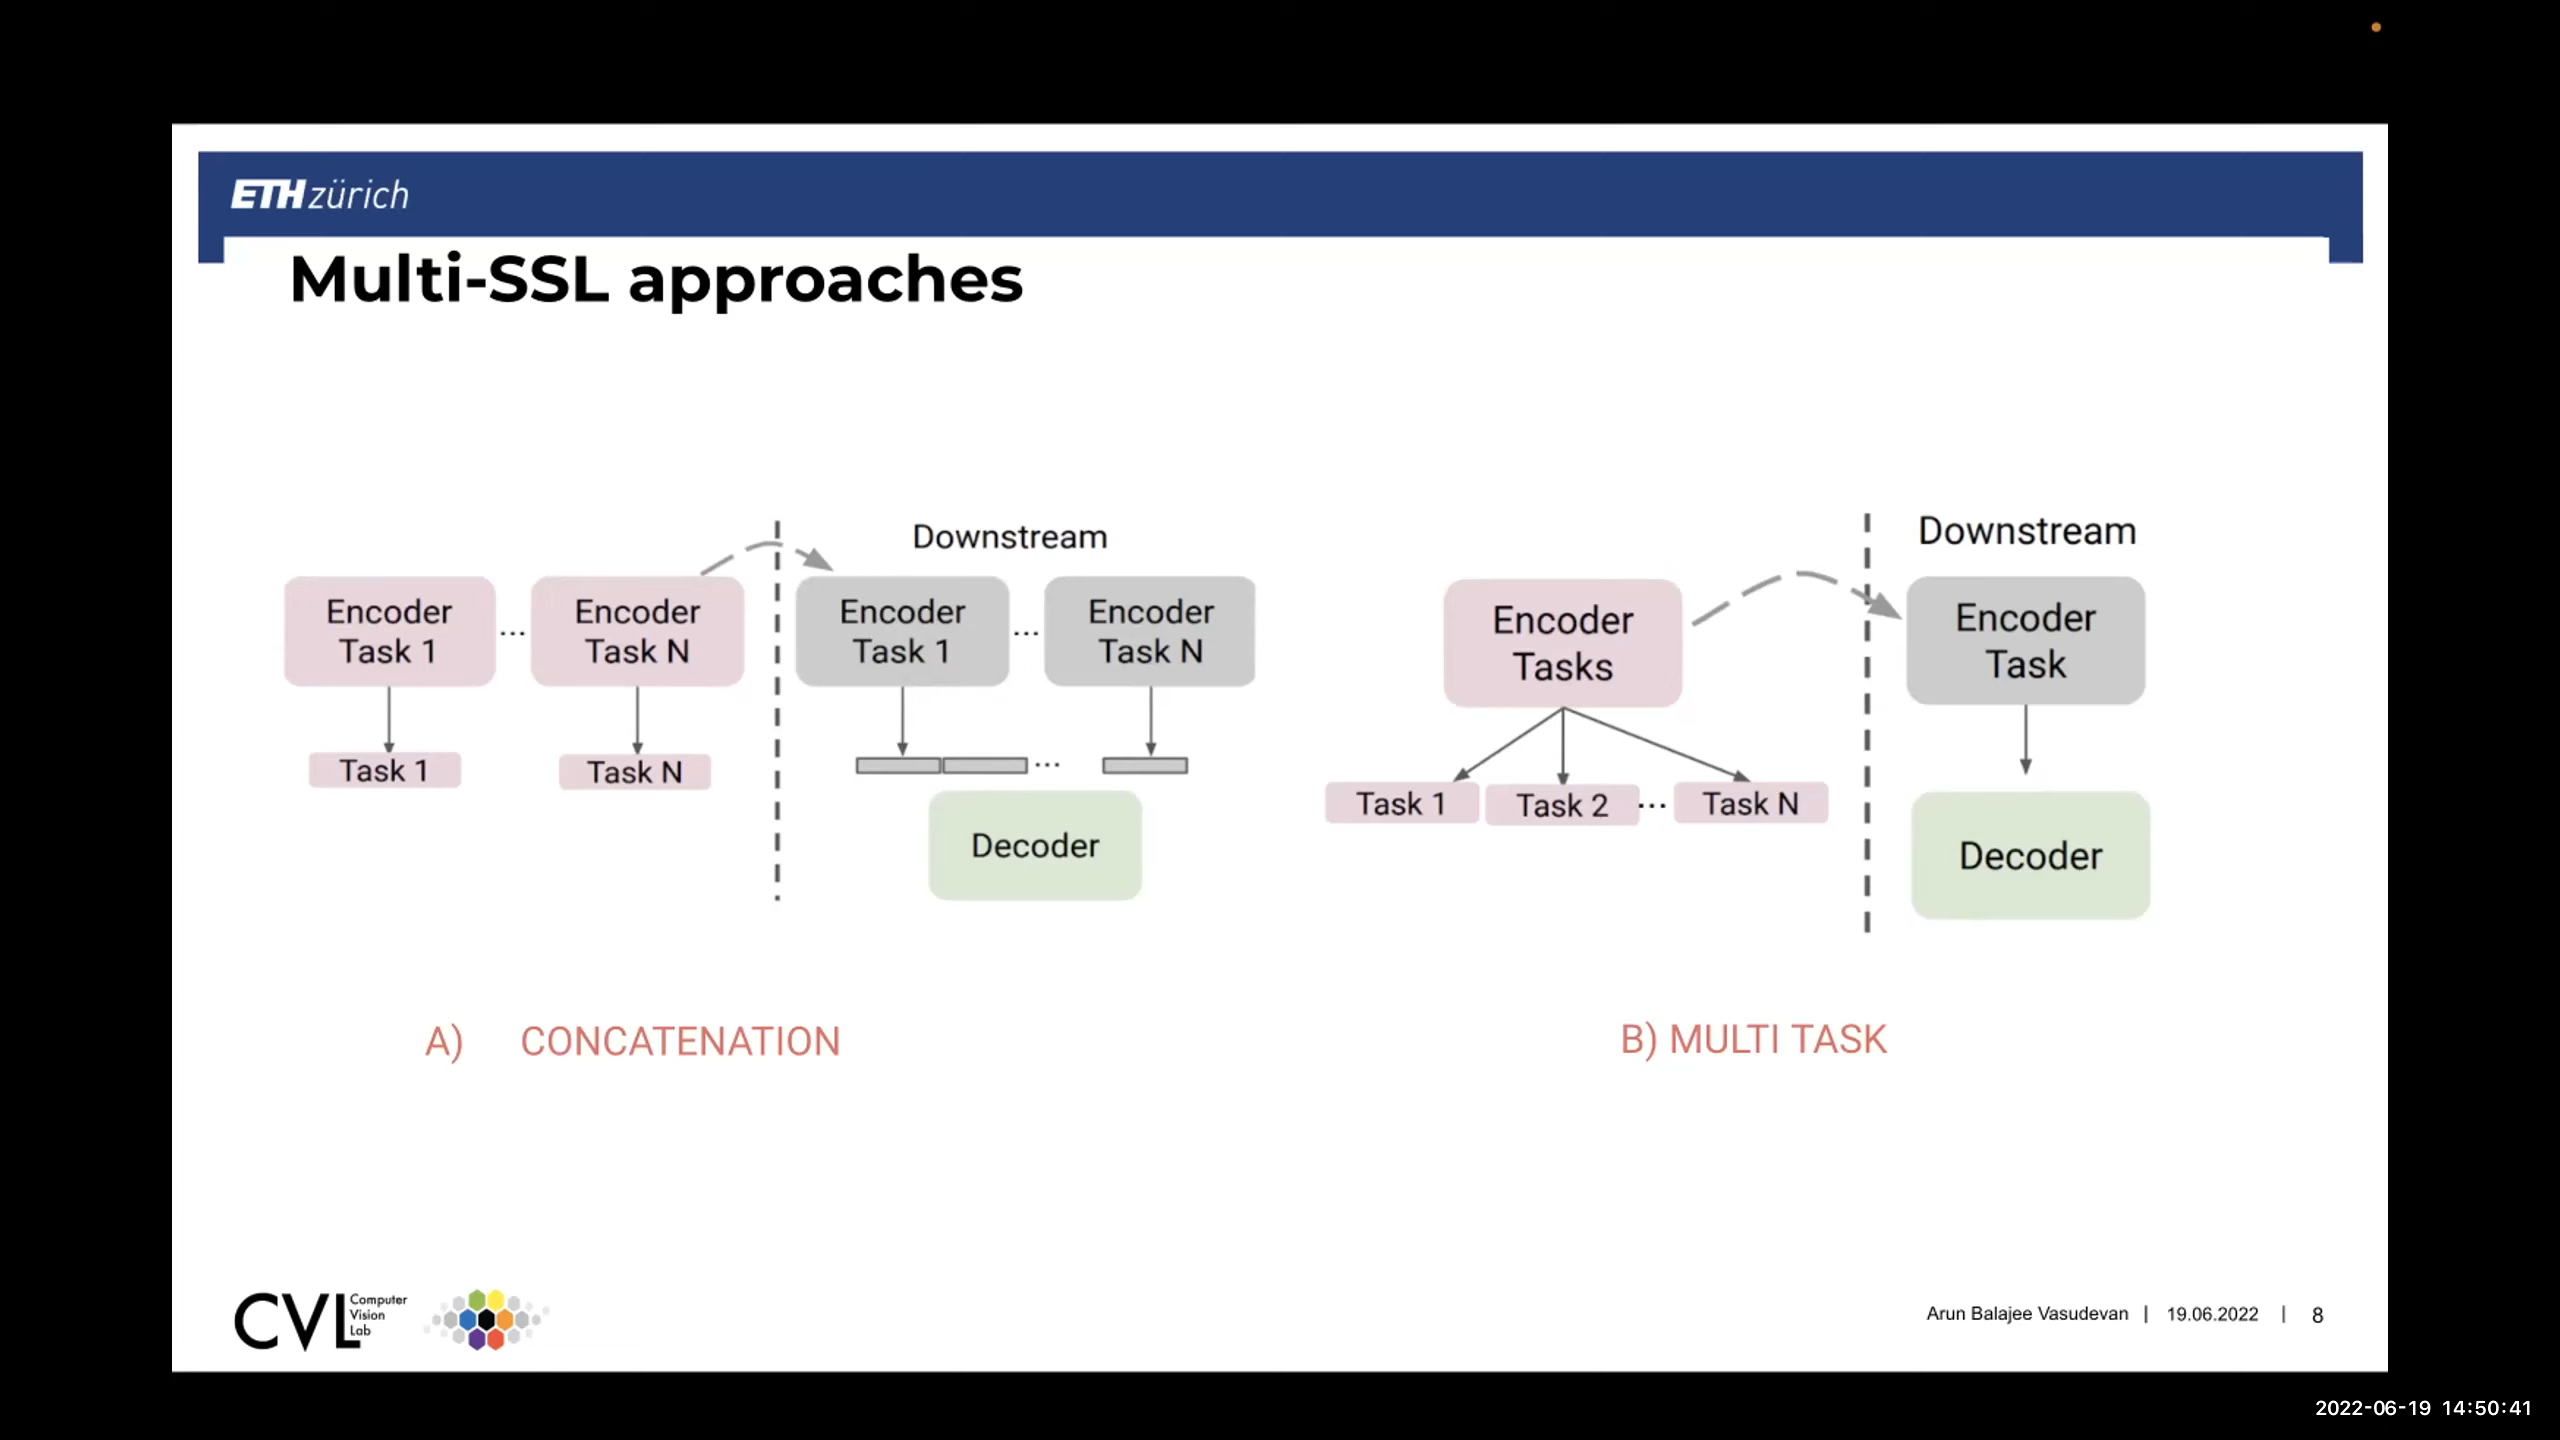 ETH zürich
Multi-SSL approaches
Downstream
Encoder
Task 1
...
Encoder
Task N
Encoder
Task 1
...
Encoder
Task N
Task 1
Task N
...
Decoder
A) CONCATENATION
Downstream
Encoder
Tasks
Encoder
Task
Task 1
Task 2
...
Task N
Decoder
B) MULTI TASK
CVL
Computer
Vision
Lab
Arun Balajee Vasudevan | 19.06.2022 | 8
2022-06-19 14:50:41